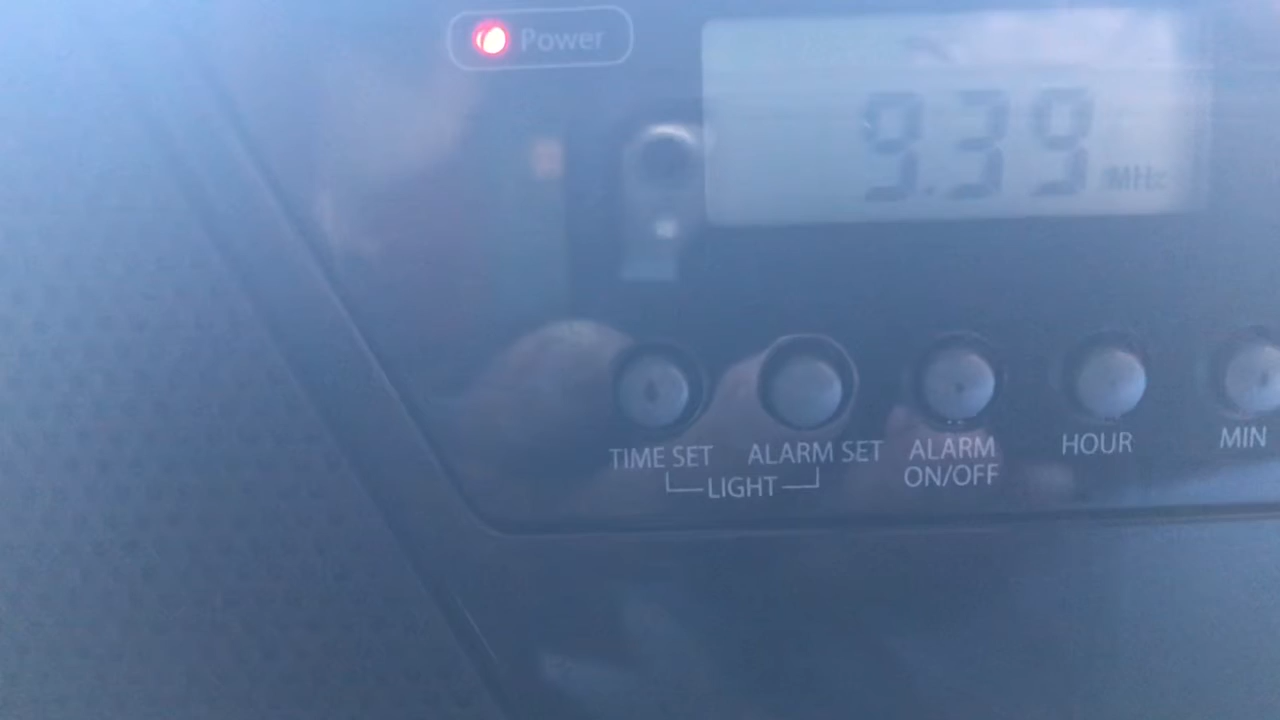 Power
9.39
MHz
TIME SET
ALARM SET
ALARM
ON/OFF
HOUR
MIN
LIGHT